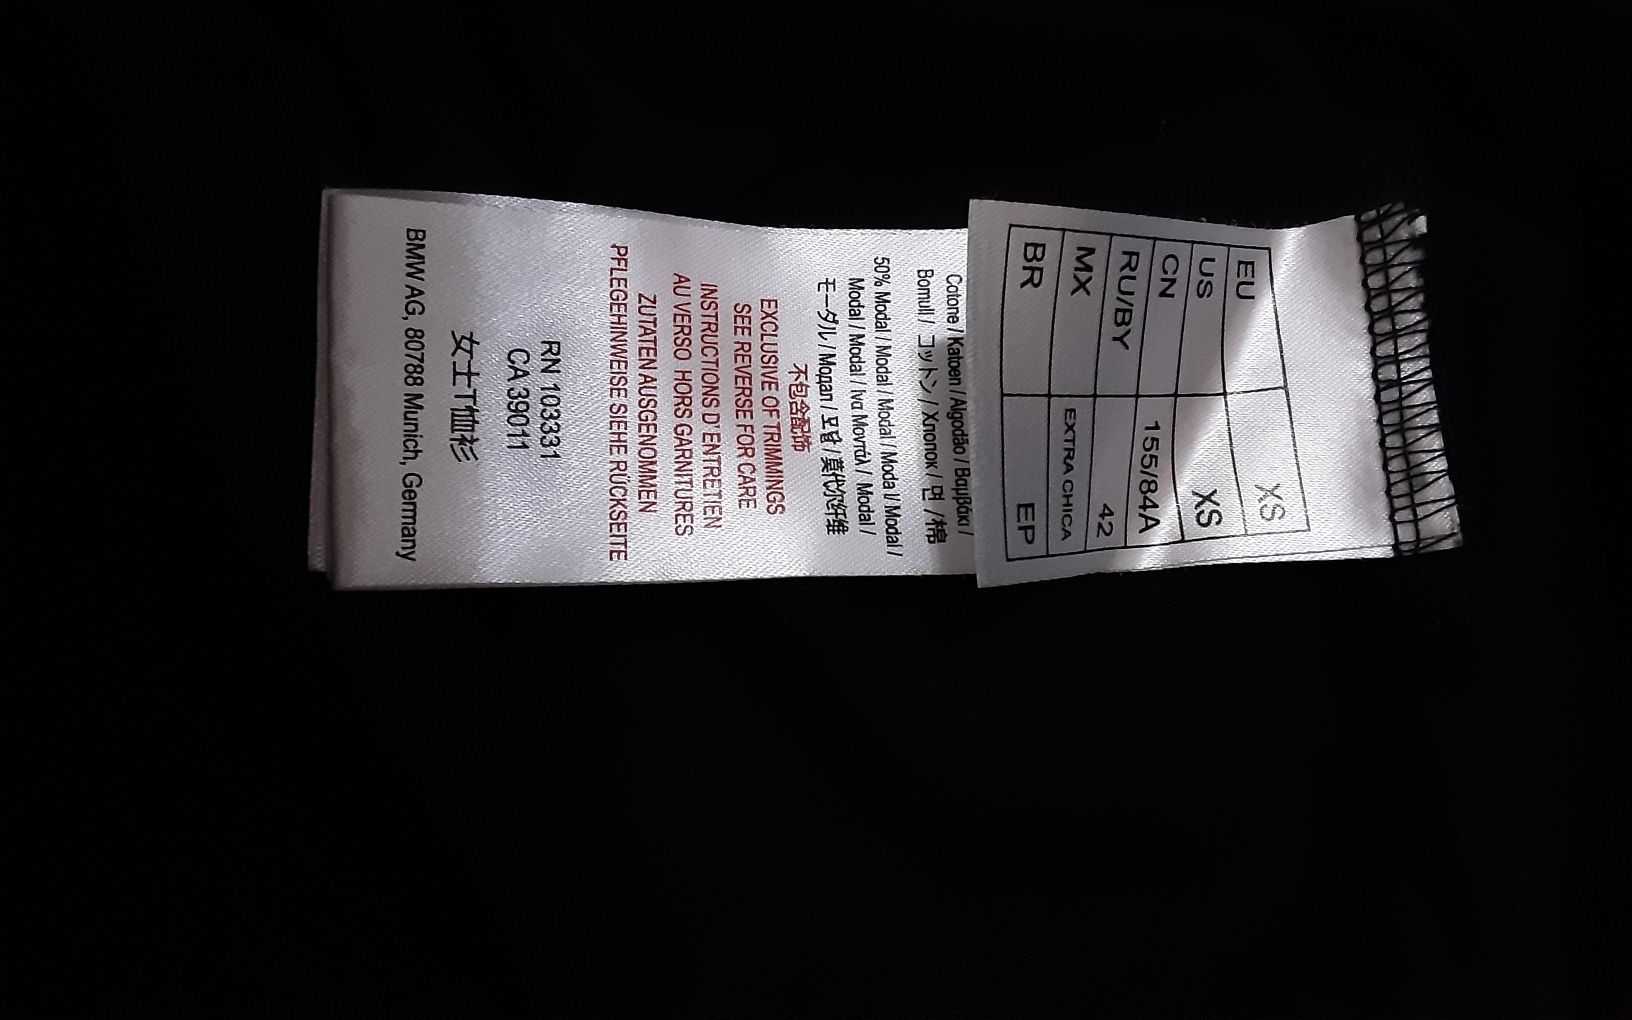 EU XS
US XS
CN 155/84A
RU/BY 42
MX EXTRA CHICA
BR EP
Cotone / Katoen / Algodão / Βαμβάκι /
Bomull / コットン / Хлопок / 면 / 棉
50% Modal / Modal / Modal / Modal / Modal /
Modal / Modal / Ίνα Μοντάλ / Modal /
モーダル / Модал / 모달 / 莫代尔纤维
不包含配饰
EXCLUSIVE OF TRIMMINGS
SEE REVERSE FOR CARE
INSTRUCTIONS D'ENTRETIEN
AU VERSO HORS GARNITURES
ZUTATEN AUSGENOMMEN
PFLEGEHINWEISE SIEHE RÜCKSEITE
RN 103331
CA 39011
女士T恤衫
BMW AG, 80788 Munich, Germany